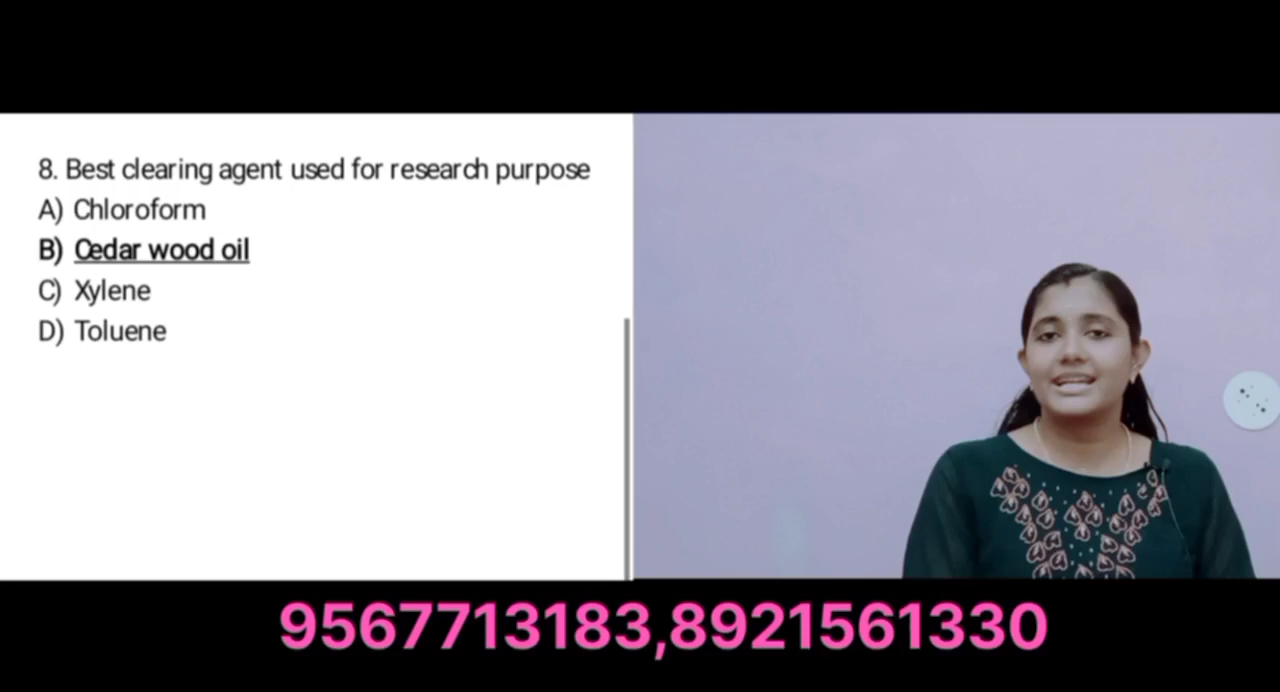 8. Best clearing agent used for research purpose
A) Chloroform
B) Cedar wood oil
C) Xylene
D) Toluene
9567713183,8921561330